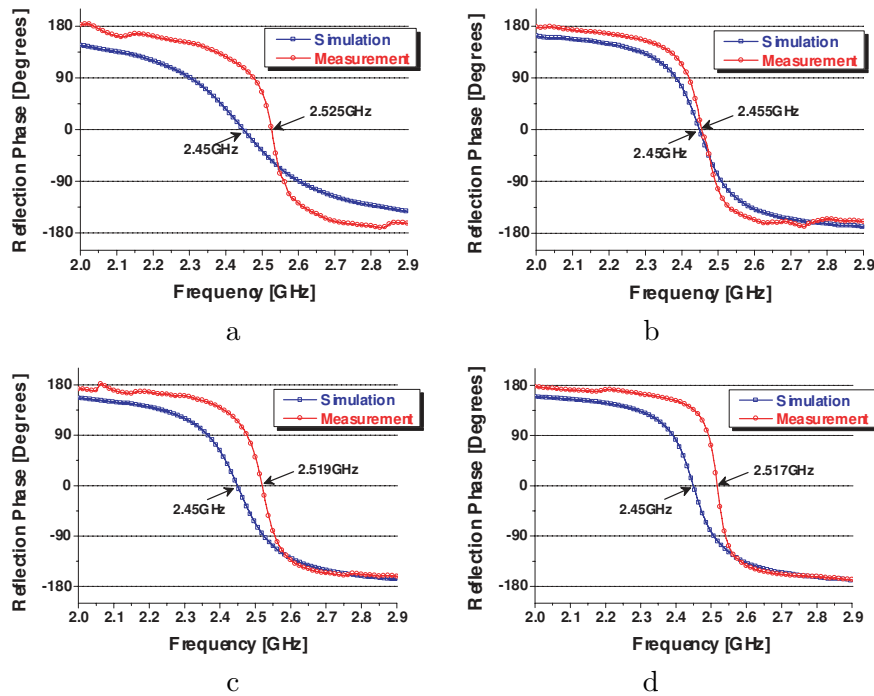 Reflection Phase [Degrees]
180
90
0
-90
-180
Simulation
Measurement
2.525GHz
2.45GHz
2.0 2.1 2.2 2.3 2.4 2.5 2.6 2.7 2.8 2.9
Frequency [GHz]
a
Reflection Phase [Degrees]
180
90
0
-90
-180
Simulation
Measurement
2.455GHz
2.45GHz
2.0 2.1 2.2 2.3 2.4 2.5 2.6 2.7 2.8 2.9
Frequency [GHz]
b
Reflection Phase [Degrees]
180
90
0
-90
-180
Simulation
Measurement
2.519GHz
2.45GHz
2.0 2.1 2.2 2.3 2.4 2.5 2.6 2.7 2.8 2.9
Frequency [GHz]
c
Reflection Phase [Degrees]
180
90
0
-90
-180
Simulation
Measurement
2.517GHz
2.45GHz
2.0 2.1 2.2 2.3 2.4 2.5 2.6 2.7 2.8 2.9
Frequency [GHz]
d